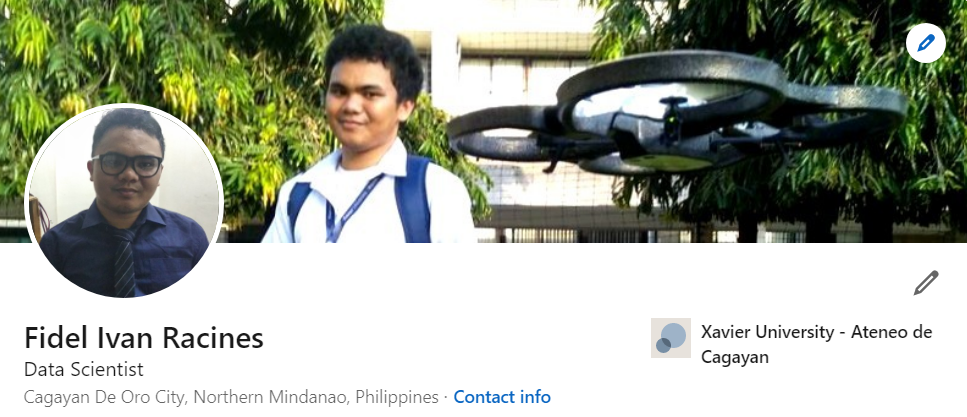 Fidel Ivan Racines
Data Scientist
Cagayan De Oro City, Northern Mindanao, Philippines · Contact info
Xavier University - Ateneo de
Cagayan